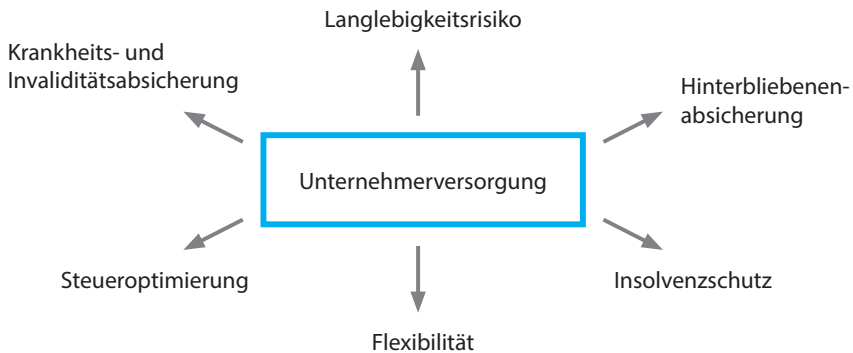 Langlebigkeitsrisiko
Krankheits- und
Invaliditätsabsicherung
Hinterbliebenen-
absicherung
Unternehmerversorgung
Steueroptimierung
Insolvenzschutz
Flexibilität